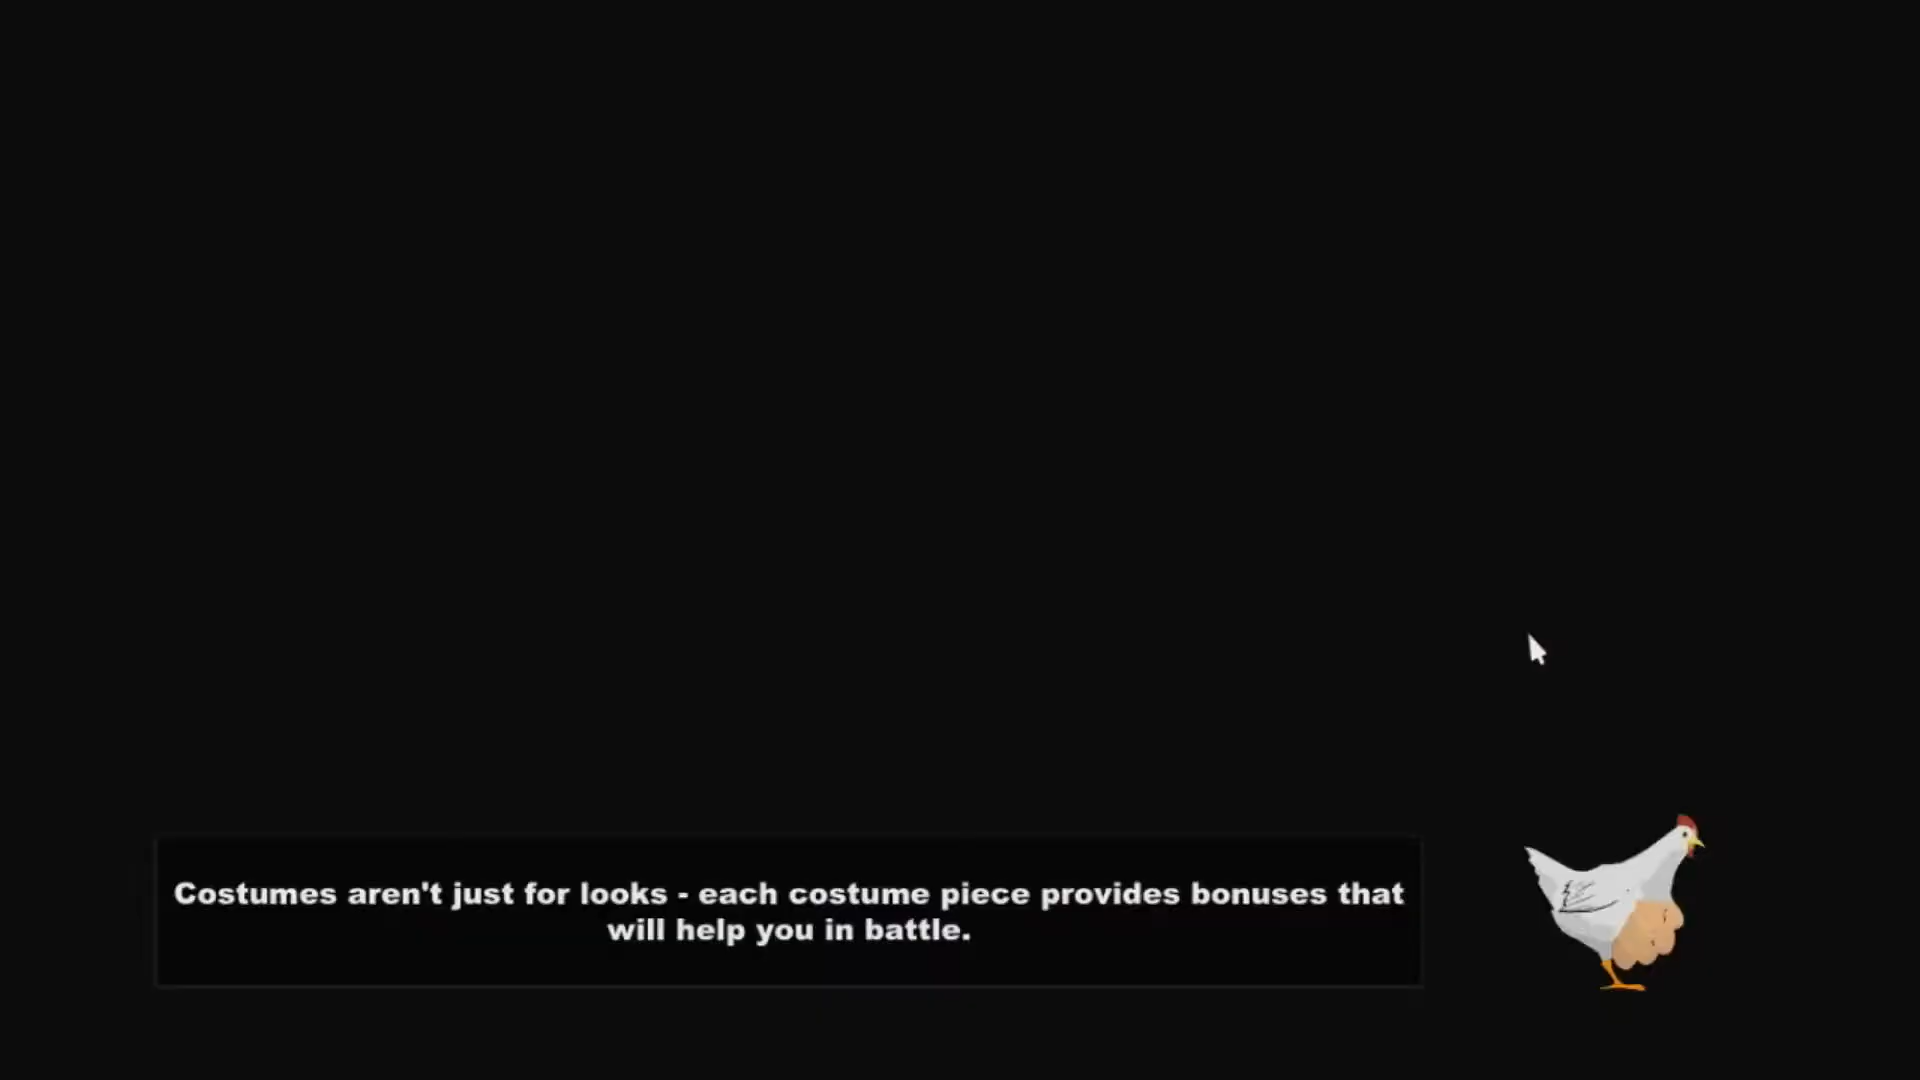 Costumes aren't just for looks - each costume piece provides bonuses that
will help you in battle.